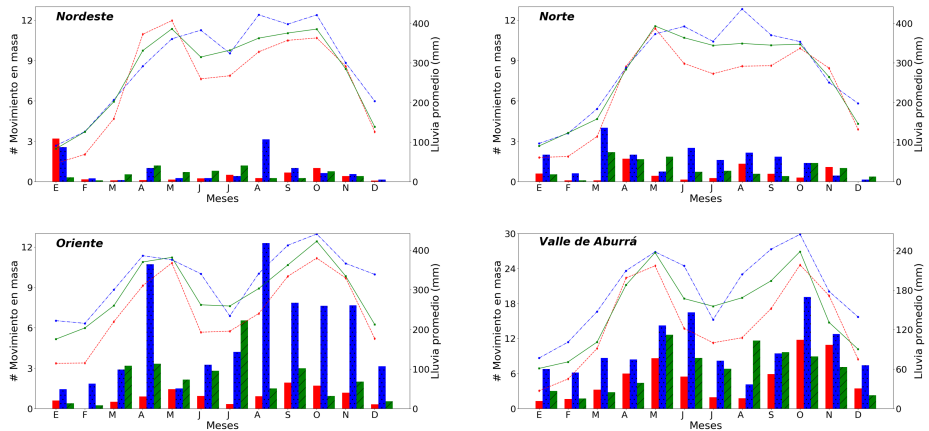 Nordeste
# Movimiento en masa
12
9
6
3
0
400
300
200
100
0
Lluvia promedio (mm)
E F M A M J J A S O N D
Meses
Norte
# Movimiento en masa
12
9
6
3
0
400
300
200
100
0
Lluvia promedio (mm)
E F M A M J J A S O N D
Meses
Oriente
# Movimiento en masa
12
9
6
3
0
400
300
200
100
0
Lluvia promedio (mm)
E F M A M J J A S O N D
Meses
Valle de Aburrá
# Movimiento en masa
30
24
18
12
6
0
240
180
120
60
0
Lluvia promedio (mm)
E F M A M J J A S O N D
Meses